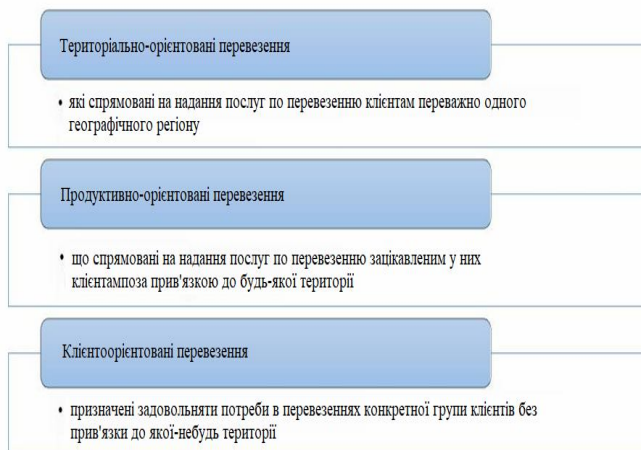 Територіально-орієнтовані перевезення
• які спрямовані на надання послуг по перевезенню клієнтам переважно одного
географічного регіону
Продуктивно-орієнтовані перевезення
• що спрямовані на надання послуг по перевезенню зацікавленим у них
клієнтампоза прив'язкою до будь-якої території
Клієнтоорієнтовані перевезення
• призначені задовольняти потреби в перевезеннях конкретної групи клієнтів без
прив'язки до якої-небудь території